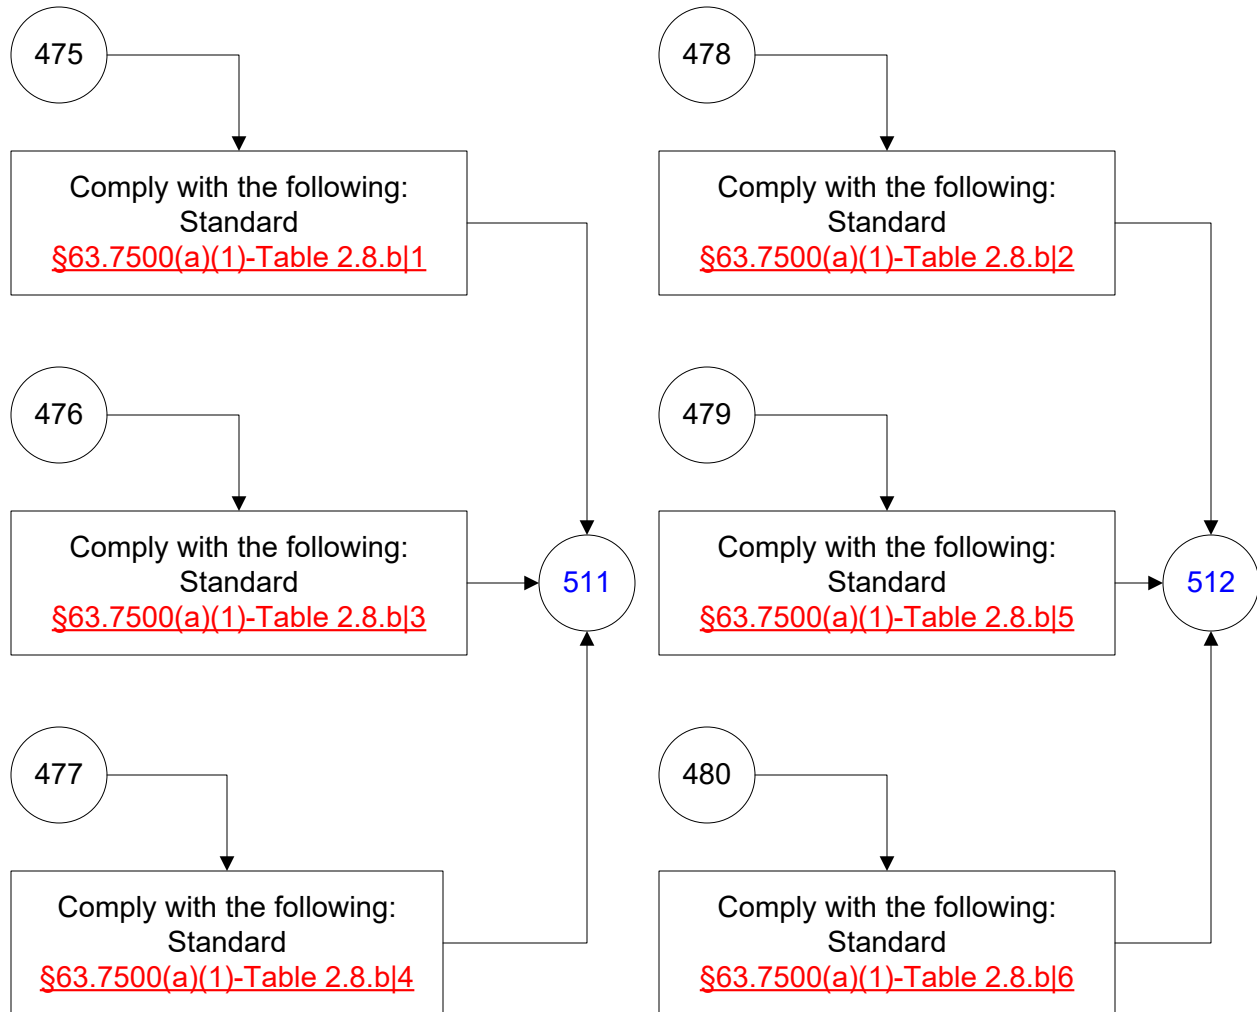 475
Comply with the following:
Standard
§63.7500(a)(1)-Table 2.8.b|1
476
Comply with the following:
Standard
§63.7500(a)(1)-Table 2.8.b|3
511
477
Comply with the following:
Standard
§63.7500(a)(1)-Table 2.8.b|4
478
Comply with the following:
Standard
§63.7500(a)(1)-Table 2.8.b|2
479
Comply with the following:
Standard
§63.7500(a)(1)-Table 2.8.b|5
512
480
Comply with the following:
Standard
§63.7500(a)(1)-Table 2.8.b|6